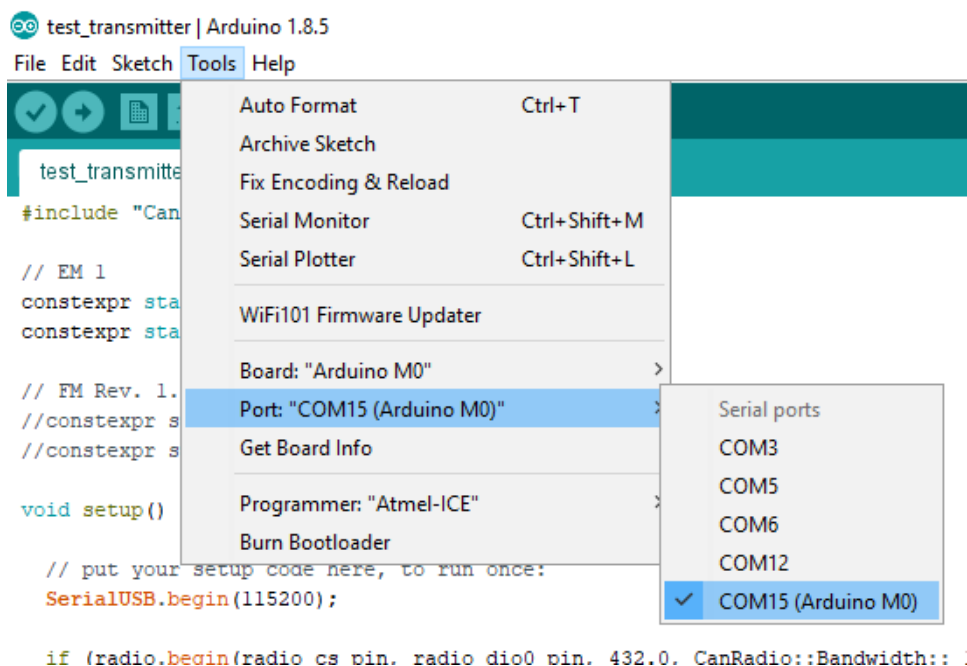 test_transmitter | Arduino 1.8.5
File Edit Sketch Tools Help
Auto Format Ctrl+T
Archive Sketch
test_transmitte
Fix Encoding & Reload
#include "Can
Serial Monitor Ctrl+Shift+M
Serial Plotter Ctrl+Shift+L
// EM 1
constexpr sta
WiFi101 Firmware Updater
constexpr sta
Board: "Arduino M0"
// FM Rev. 1.
Port: "COM15 (Arduino M0)"
Serial ports
//constexpr s
Get Board Info
COM3
//constexpr s
COM5
Programmer: "Atmel-ICE"
void setup()
COM6
Burn Bootloader
COM12
// put your setup code here, to run once:
SerialUSB.begin(115200);
COM15 (Arduino M0)
if (radio.begin(radio_cs_pin, radio_dio0_pin, 432.0, CanRadio::Bandwidth::